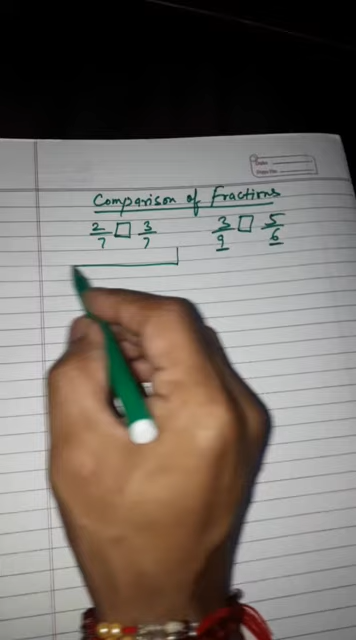 Comparison of fractions
2/7 □ 3/7 3/9 □ 5/6